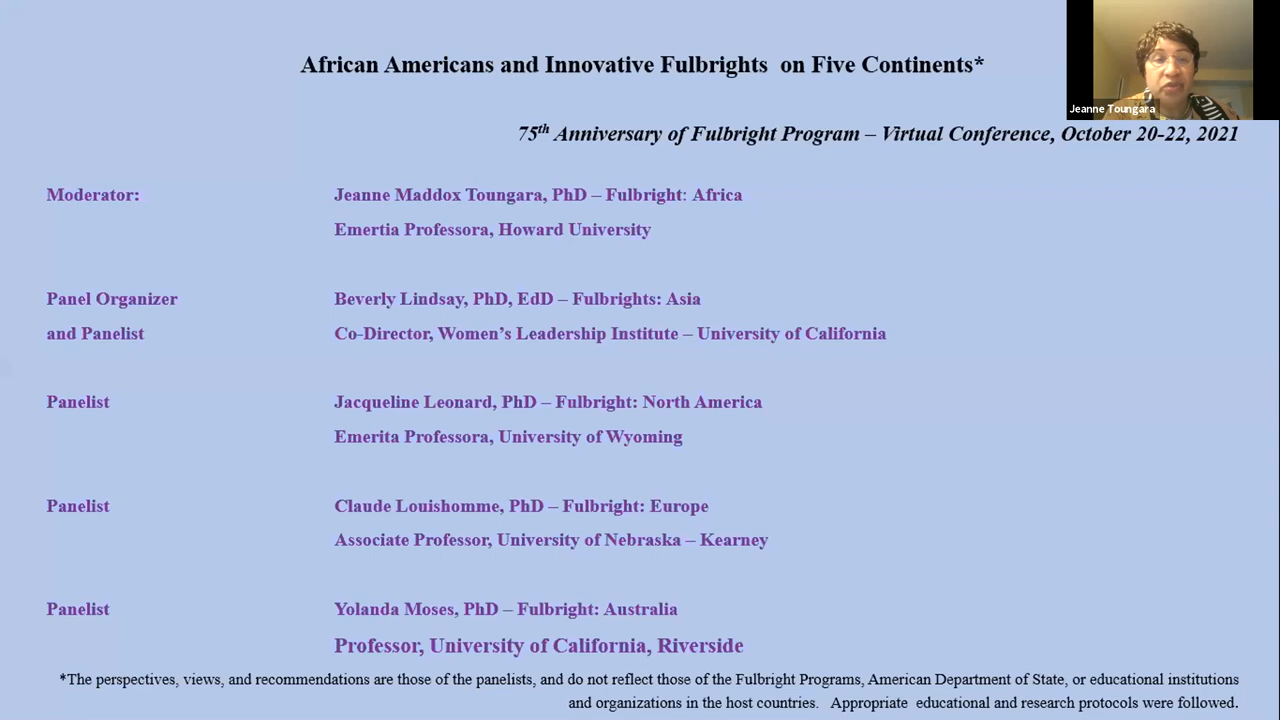 African Americans and Innovative Fulbrights on Five Continents*
Jeanne Toungara
75th Anniversary of Fulbright Program – Virtual Conference, October 20-22, 2021
Moderator: Jeanne Maddox Toungara, PhD – Fulbright: Africa
Emertia Professora, Howard University
Panel Organizer Beverly Lindsay, PhD, EdD – Fulbrights: Asia
and Panelist Co-Director, Women's Leadership Institute – University of California
Panelist Jacqueline Leonard, PhD – Fulbright: North America
Emerita Professora, University of Wyoming
Panelist Claude Louishomme, PhD – Fulbright: Europe
Associate Professor, University of Nebraska – Kearney
Panelist Yolanda Moses, PhD – Fulbright: Australia
Professor, University of California, Riverside
*The perspectives, views, and recommendations are those of the panelists, and do not reflect those of the Fulbright Programs, American Department of State, or educational institutions
and organizations in the host countries. Appropriate educational and research protocols were followed.